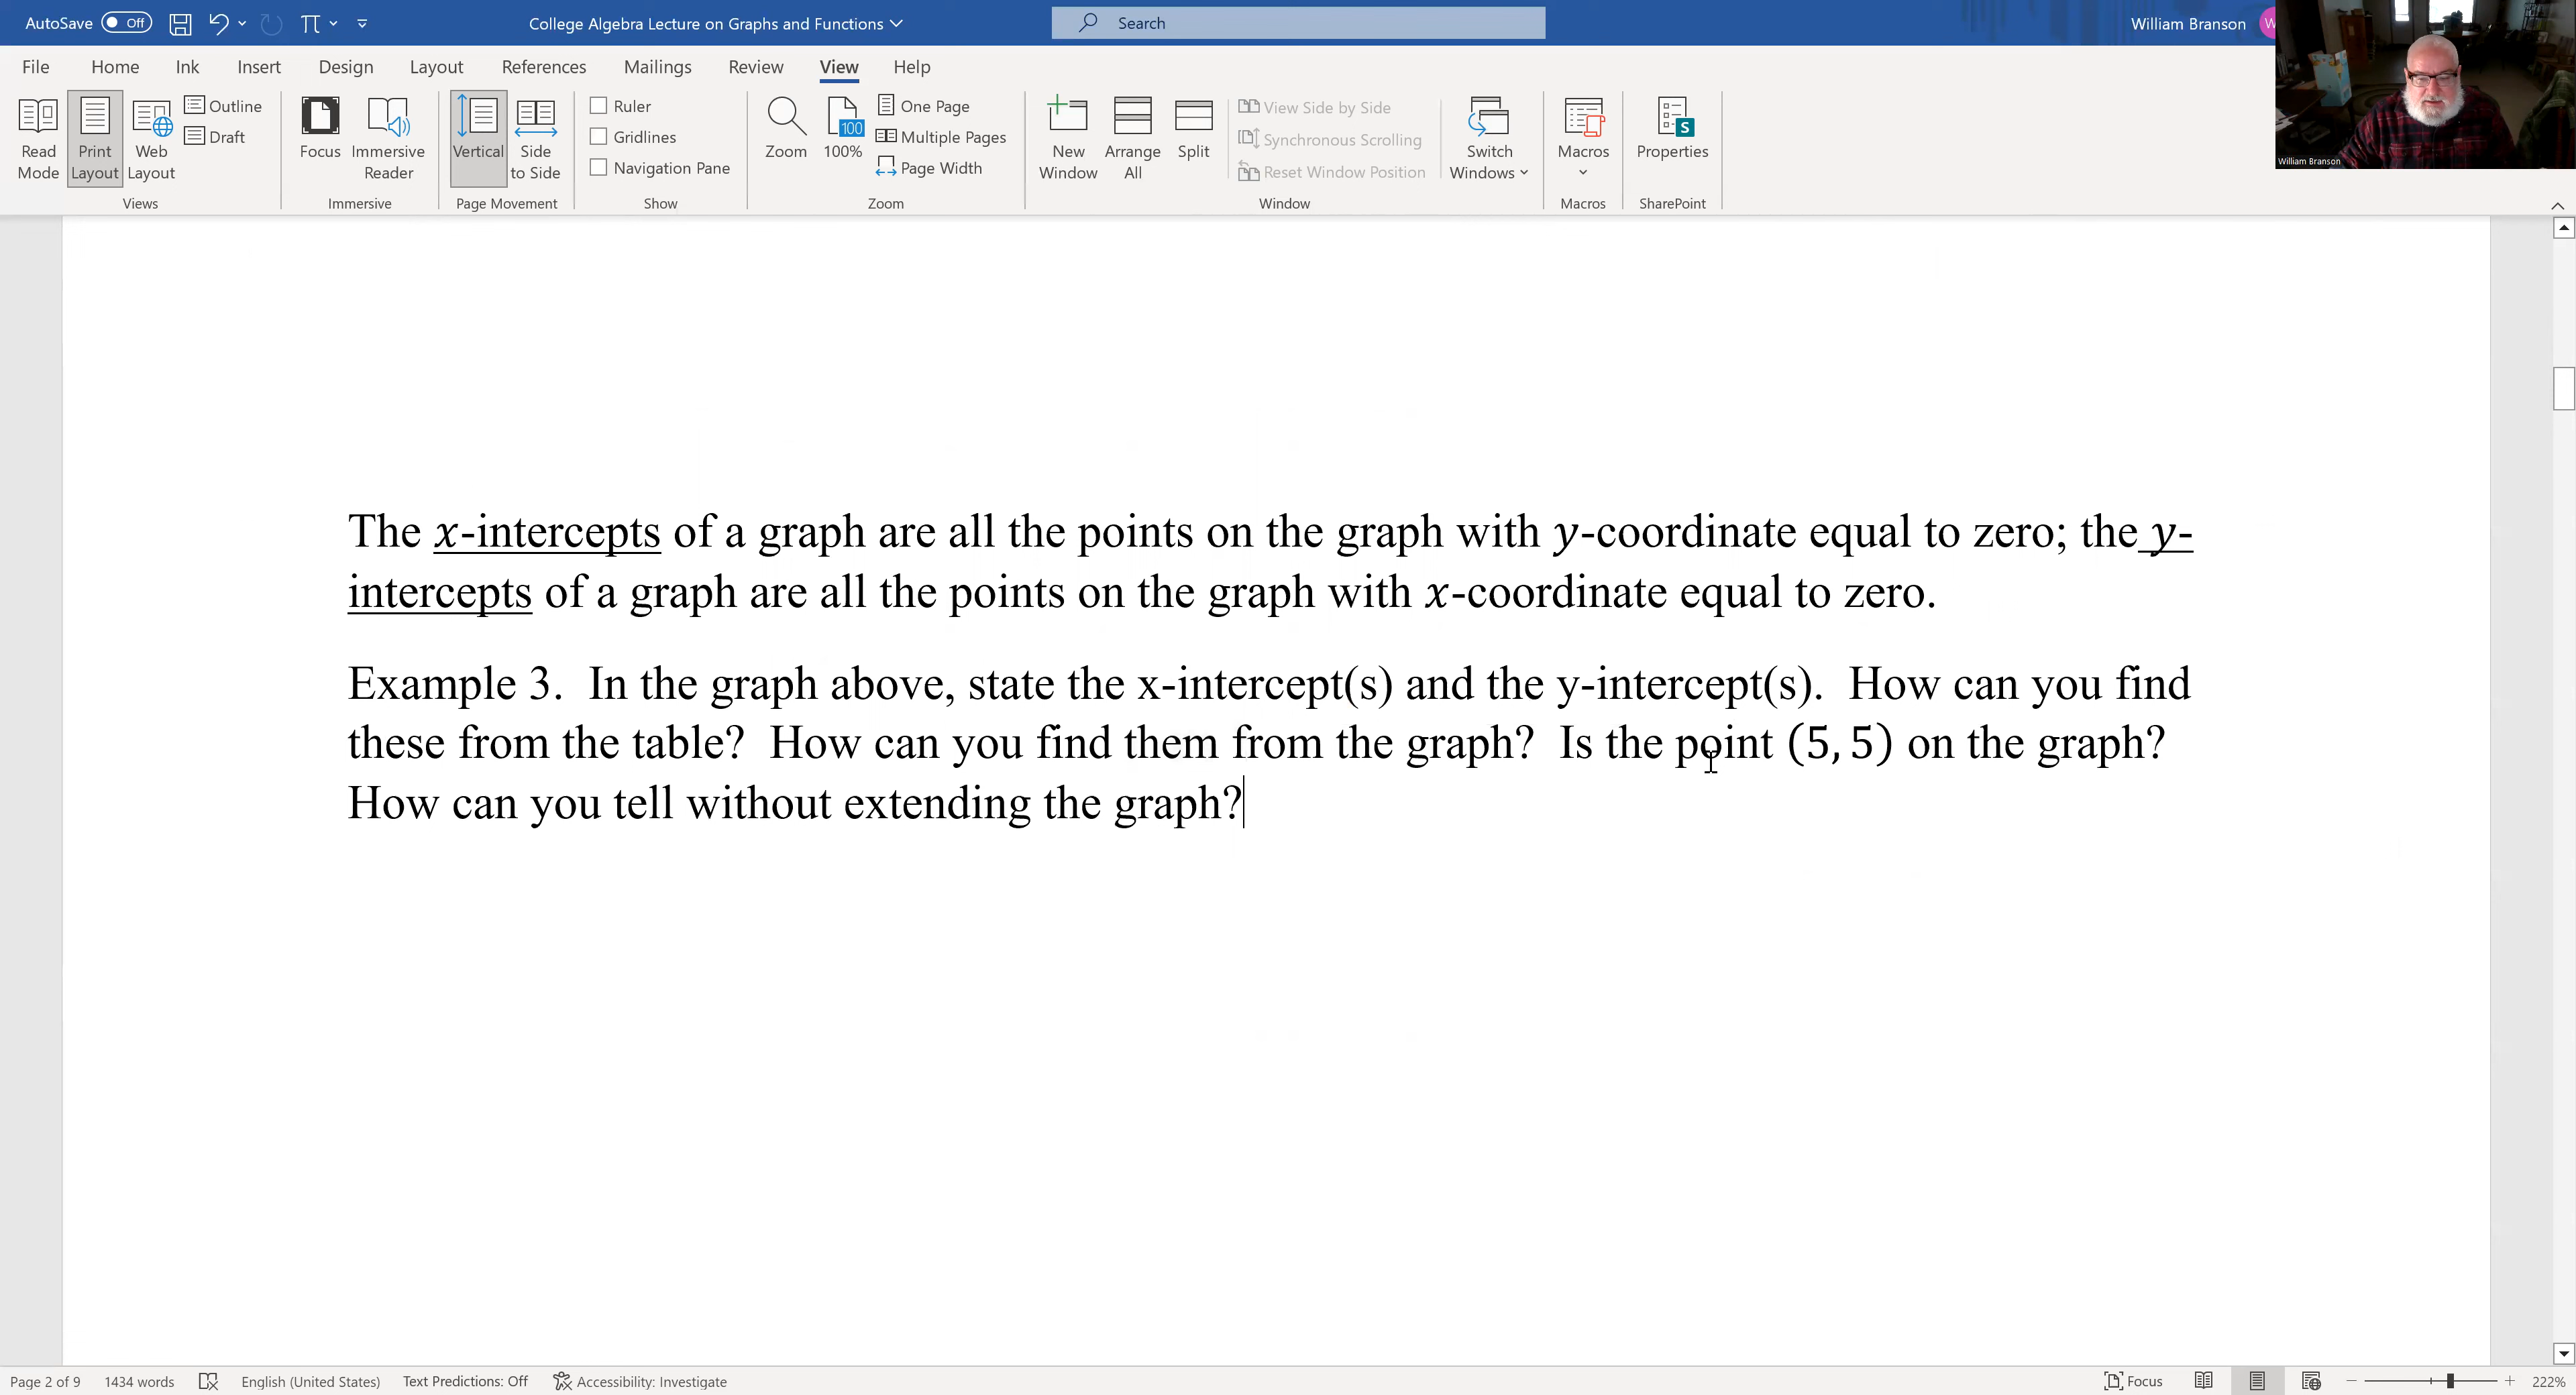 AutoSave Off College Algebra Lecture on Graphs and Functions Search William Branson W
File Home Ink Insert Design Layout References Mailings Review View Help
Read Mode
Print Layout
Web Layout
Outline
Draft
Views
Focus
Immersive Reader
Immersive
Vertical
Side to Side
Page Movement
Ruler
Gridlines
Navigation Pane
Show
Zoom
100
100%
One Page
Multiple Pages
Page Width
Zoom
New Window
Arrange All
Split
View Side by Side
Synchronous Scrolling
Reset Window Position
Switch Windows
Window
Macros
Macros
S
Properties
SharePoint
William Branson
The x-intercepts of a graph are all the points on the graph with y-coordinate equal to zero; the y-
intercepts of a graph are all the points on the graph with x-coordinate equal to zero.
Example 3. In the graph above, state the x-intercept(s) and the y-intercept(s). How can you find
these from the table? How can you find them from the graph? Is the point (5, 5) on the graph?
How can you tell without extending the graph?
Page 2 of 9 1434 words English (United States) Text Predictions: Off Accessibility: Investigate Focus 222%